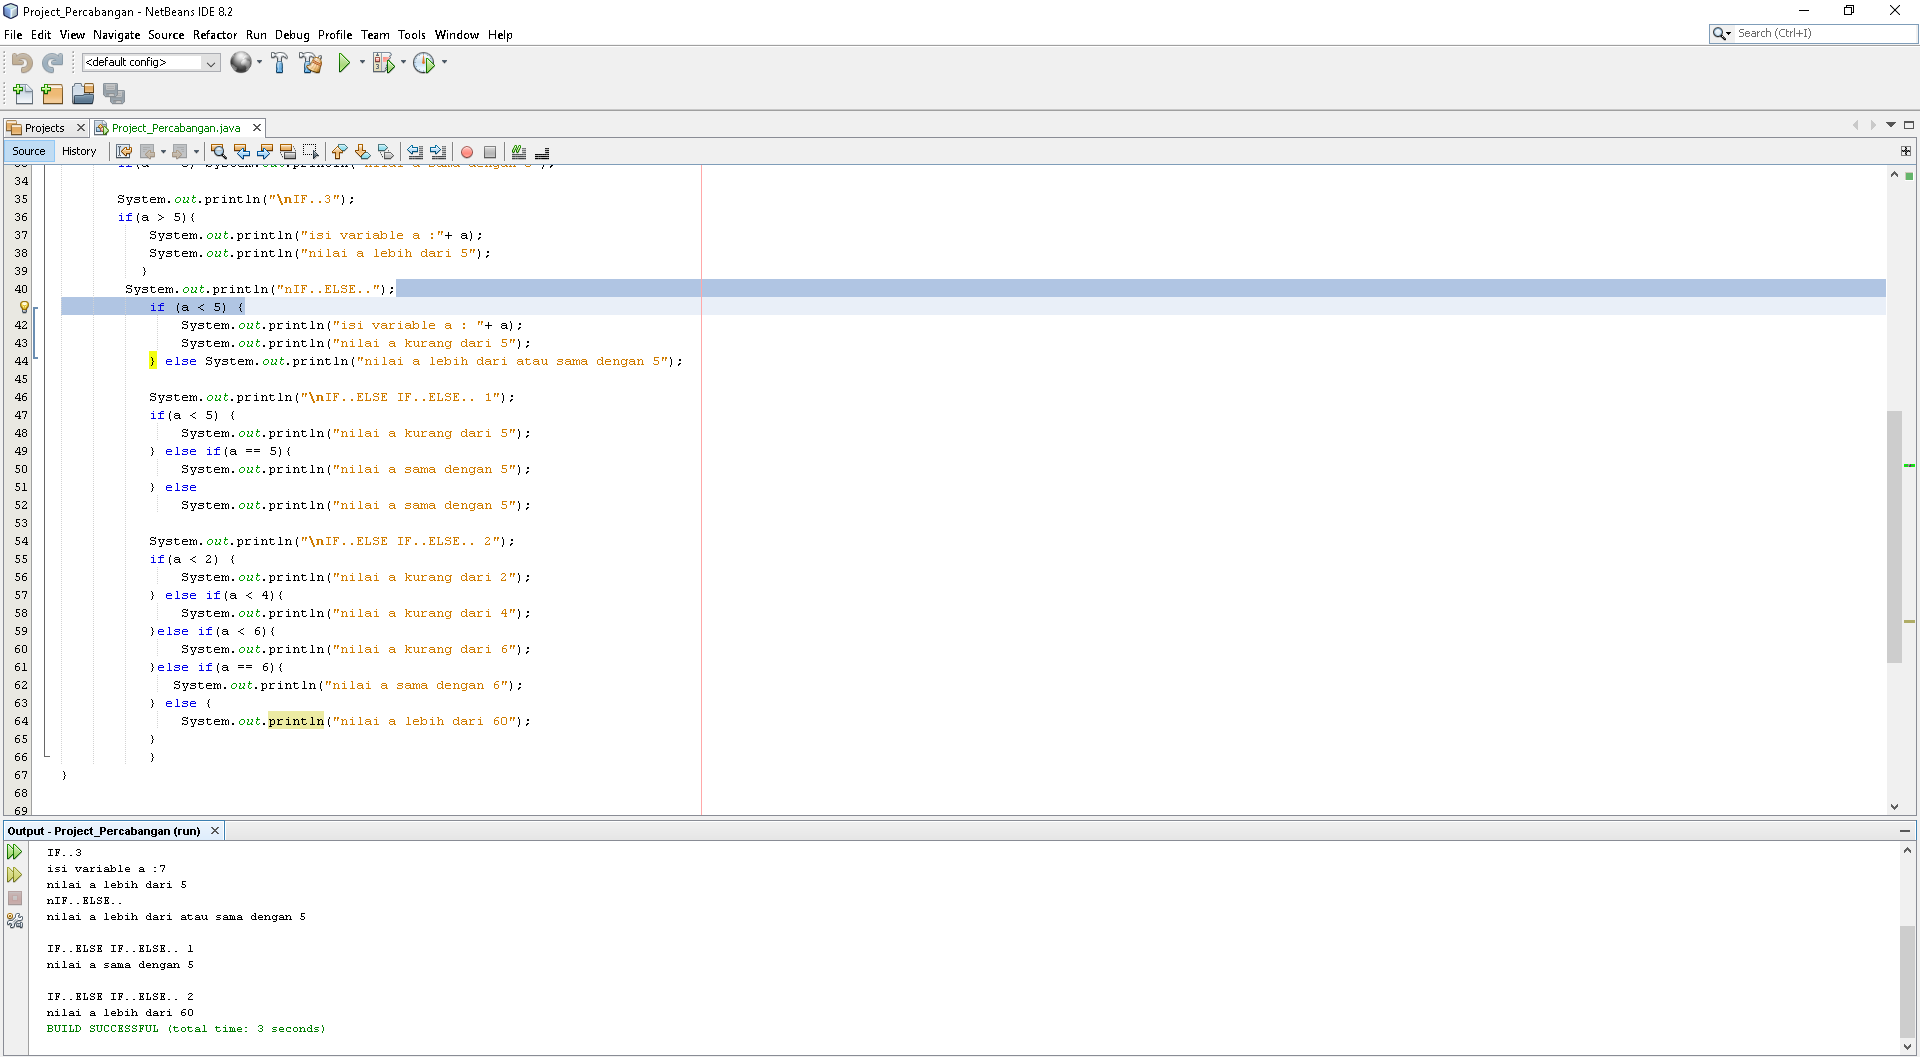 Project_Percabangan - NetBeans IDE 8.2
File Edit View Navigate Source Refactor Run Debug Profile Team Tools Window Help
Search (Ctrl+I)
<default config>
Projects
Project_Percabangan.java
Source History
34
35 System.out.println("\nIF..3");
36 if(a > 5){
37 System.out.println("isi variable a :"+ a);
38 System.out.println("nilai a lebih dari 5");
39 }
40 System.out.println("nIF..ELSE..");
if (a < 5) {
42 System.out.println("isi variable a : "+ a);
43 System.out.println("nilai a kurang dari 5");
44 } else System.out.println("nilai a lebih dari atau sama dengan 5");
45
46 System.out.println("\nIF..ELSE IF..ELSE.. 1");
47 if(a < 5) {
48 System.out.println("nilai a kurang dari 5");
49 } else if(a == 5){
50 System.out.println("nilai a sama dengan 5");
51 } else
52 System.out.println("nilai a sama dengan 5");
53
54 System.out.println("\nIF..ELSE IF..ELSE.. 2");
55 if(a < 2) {
56 System.out.println("nilai a kurang dari 2");
57 } else if(a < 4){
58 System.out.println("nilai a kurang dari 4");
59 }else if(a < 6){
60 System.out.println("nilai a kurang dari 6");
61 }else if(a == 6){
62 System.out.println("nilai a sama dengan 6");
63 } else {
64 System.out.println("nilai a lebih dari 60");
65 }
66 }
67 }
68
69
Output - Project_Percabangan (run)
IF..3
isi variable a :7
nilai a lebih dari 5
nIF..ELSE..
nilai a lebih dari atau sama dengan 5
IF..ELSE IF..ELSE.. 1
nilai a sama dengan 5
IF..ELSE IF..ELSE.. 2
nilai a lebih dari 60
BUILD SUCCESSFUL (total time: 3 seconds)